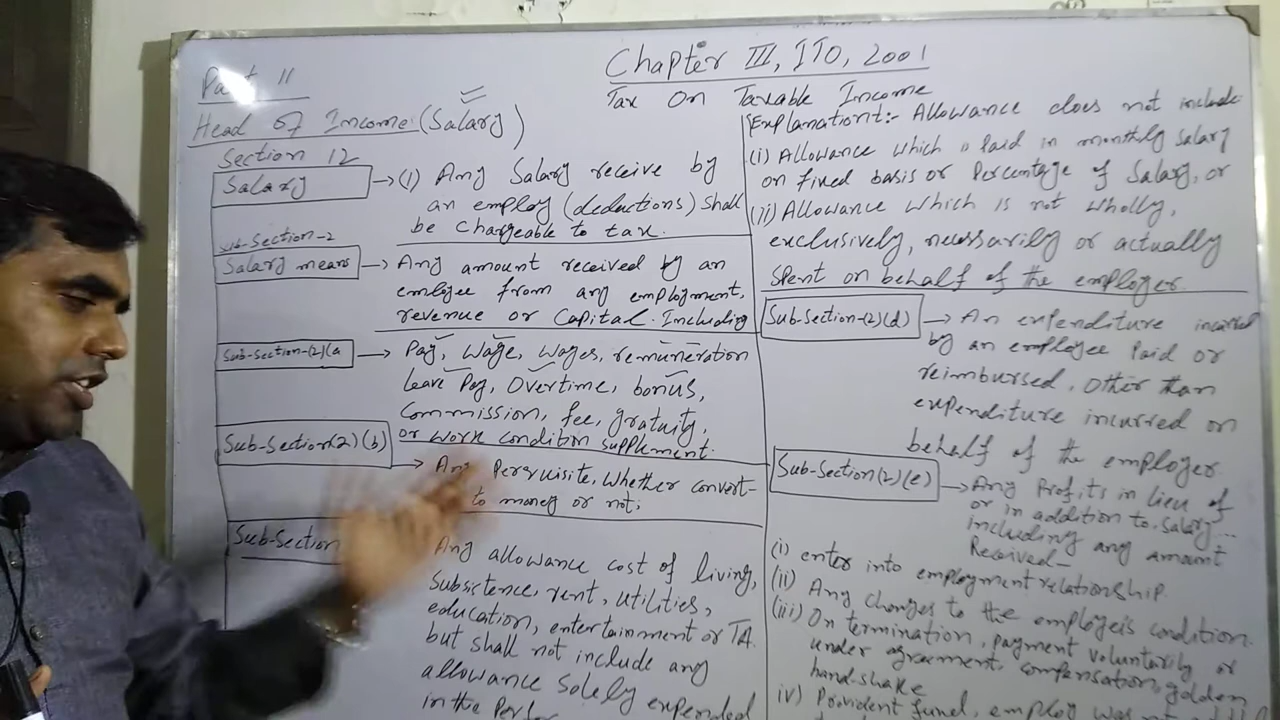 Chapter III, ITO, 2001
Tax On Taxable Income
Part II
Head of Income (Salary)
Section 12
Salary
(1) Any Salary receive by
an employ (deductions) Shall
be Chargeable to tax.
Sub-Section-2
Salary means
Any amount received by an
emloyee from any employment,
revenue or Capital. Including
Sub-Section-(2)(a
Pay, Wage, Wages, remuneration
leave Pay, Overtime, bonus,
Commission, fee, gratuity,
or work condition supplement.
Sub-Section(2)(b)
Any Perquisite, Whether convert-
to money or not,
Sub-Section
Any allowance cost of living,
Subsistence, rent, utilities,
education, entertainment or TA.
but shall not include any
allowance Solely expended
in the
Explanation:- Allowance does not include
(i) Allowance which is Paid in monthly Salary
on fixed basis or Percentage of Salary, or
(ii) Allowance which is not wholly,
exclusively, necessarily or actually
Spent on behalf of the employer.
Sub-Section-(2)(d)
An expenditure incurred
by an employee Paid or
reimbursed, Other than
expenditure incurred on
behalf of the employer
Sub-Section(2)(e)
Any Profits in lieu of
or in addition to Salary...
including any amount
Received-
(i) enter into employment relationship.
(ii) Any Changes to the employeis condition.
(iii) On termination, payment voluntarily or
under agreement, compensation, golden
handshake
iv) Provident fund, employ was not